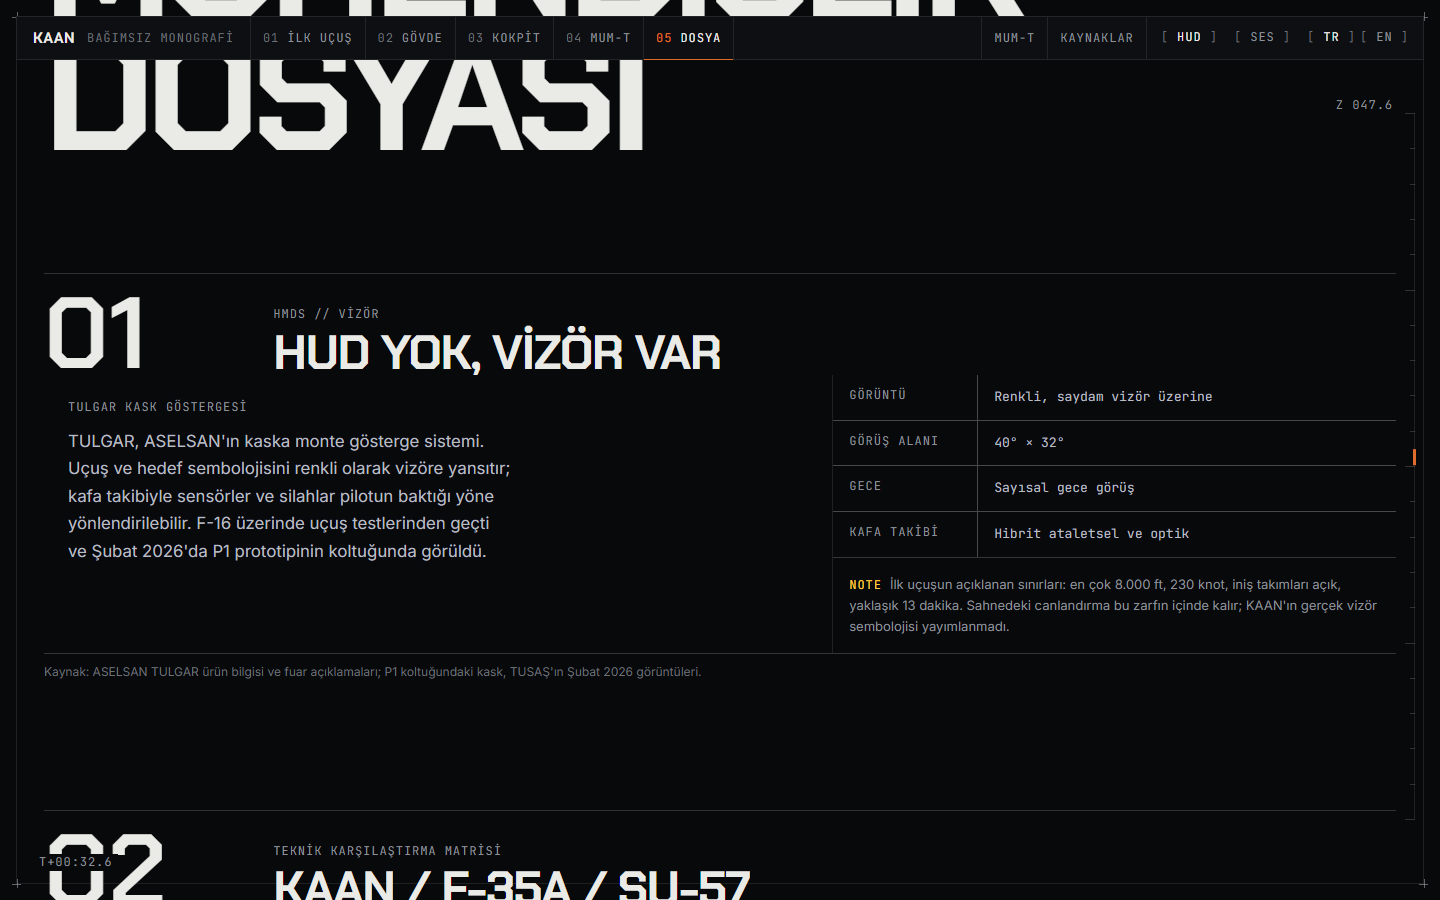 KAAN BAĞIMSIZ MONOGRAFİ 01 İLK UÇUŞ 02 GÖVDE 03 KOKPİT 04 MUM-T 05 DOSYA MUM-T KAYNAKLAR [ HUD ] [ SES ] [ TR ] [ EN ]
DOSYASI
Z 047.6
01
HMDS // VİZÖR
HUD YOK, VİZÖR VAR
TULGAR KASK GÖSTERGESİ
TULGAR, ASELSAN'ın kaska monte gösterge sistemi.
Uçuş ve hedef sembolojisini renkli olarak vizöre yansıtır;
kafa takibiyle sensörler ve silahlar pilotun baktığı yöne
yönlendirilebilir. F-16 üzerinde uçuş testlerinden geçti
ve Şubat 2026'da P1 prototipinin koltuğunda görüldü.
GÖRÜNTÜ Renkli, saydam vizör üzerine
GÖRÜŞ ALANI 40° × 32°
GECE Sayısal gece görüş
KAFA TAKİBİ Hibrit ataletsel ve optik
NOTE İlk uçuşun açıklanan sınırları: en çok 8.000 ft, 230 knot, iniş takımları açık,
yaklaşık 13 dakika. Sahnedeki canlandırma bu zarfın içinde kalır; KAAN'ın gerçek vizör
sembolojisi yayımlanmadı.
Kaynak: ASELSAN TULGAR ürün bilgisi ve fuar açıklamaları; P1 koltuğundaki kask, TUSAŞ'ın Şubat 2026 görüntüleri.
02
T+00:32.6
TEKNİK KARŞILAŞTIRMA MATRİSİ
KAAN / F-35A / SU-57